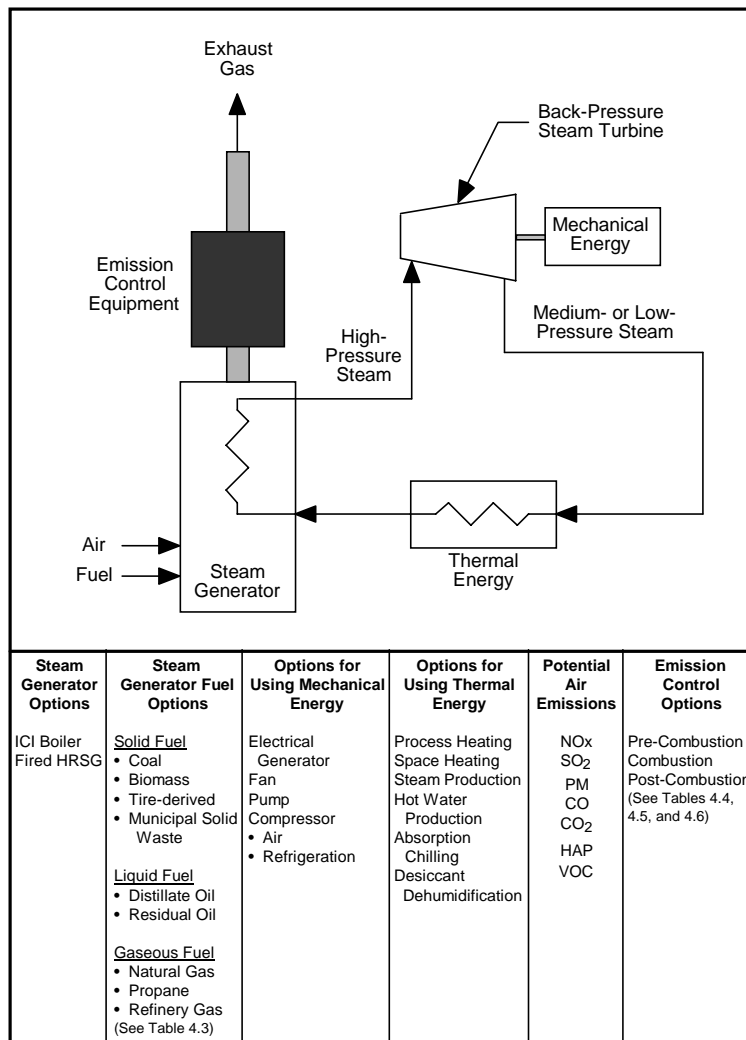 Exhaust
Gas
Back-Pressure
Steam Turbine
Mechanical
Energy
Emission
Control
Equipment
High-
Pressure
Steam
Medium- or Low-
Pressure Steam
Air
Fuel
Steam
Generator
Thermal
Energy
Steam
Generator
Options
ICI Boiler
Fired HRSG
Steam
Generator Fuel
Options
Solid Fuel
• Coal
• Biomass
• Tire-derived
• Municipal Solid
Waste
Liquid Fuel
• Distillate Oil
• Residual Oil
Gaseous Fuel
• Natural Gas
• Propane
• Refinery Gas
(See Table 4.3)
Options for
Using Mechanical
Energy
Electrical
Generator
Fan
Pump
Compressor
• Air
• Refrigeration
Options for
Using Thermal
Energy
Process Heating
Space Heating
Steam Production
Hot Water
Production
Absorption
Chilling
Desiccant
Dehumidification
Potential
Air
Emissions
NOx
SO₂
PM
CO
CO₂
HAP
VOC
Emission
Control
Options
Pre-Combustion
Combustion
Post-Combustion
(See Tables 4.4,
4.5, and 4.6)